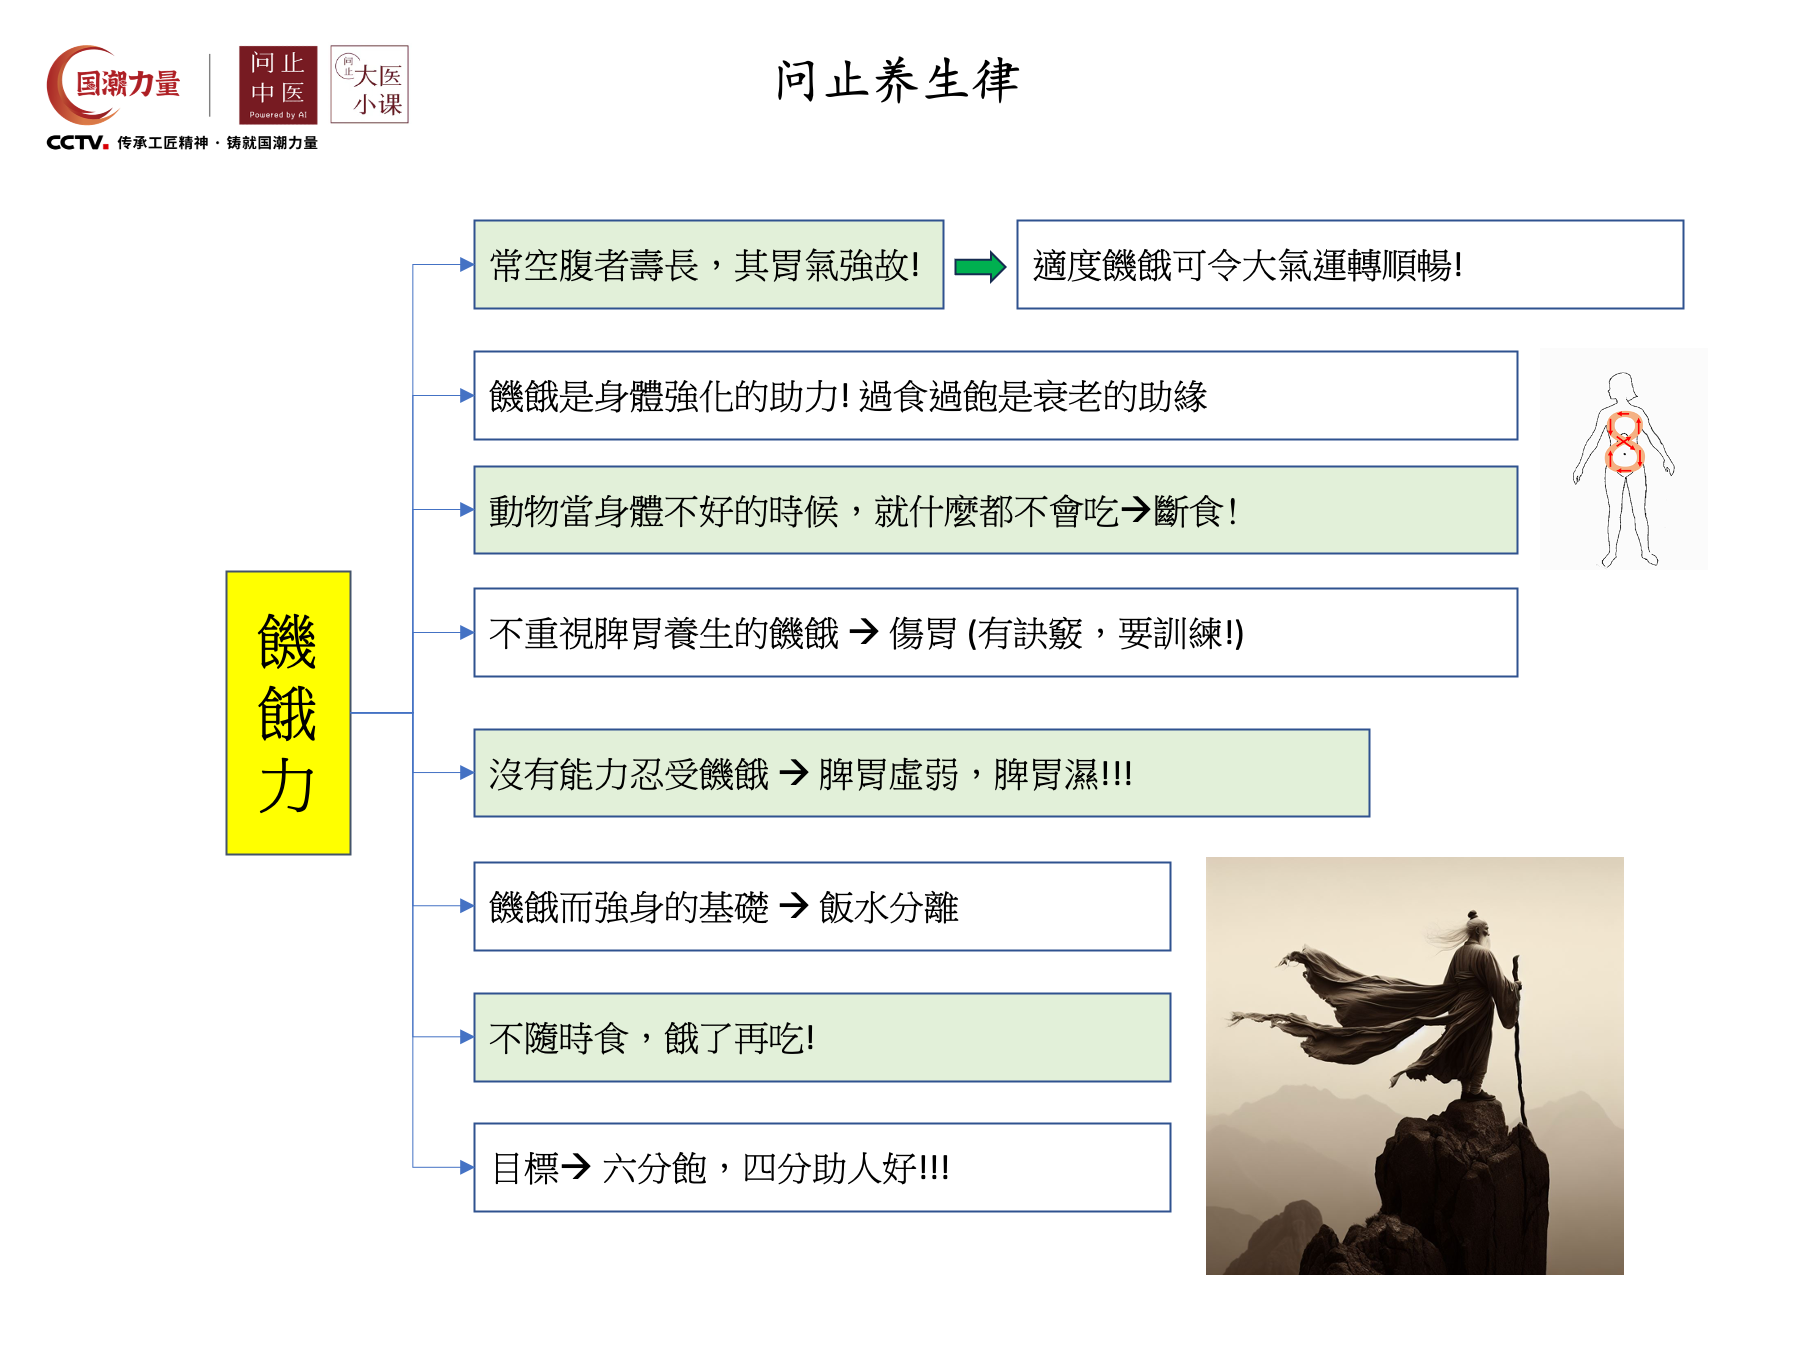 国潮力量
问止
中医
Powered by AI
问止
大医
小课
CCTV. 传承工匠精神·铸就国潮力量
问止养生律
常空腹者壽長，其胃氣強故!
適度饑餓可令大氣運轉順暢!
饑餓是身體強化的助力! 過食過飽是衰老的助緣
動物當身體不好的時候，就什麼都不會吃→斷食!
不重視脾胃養生的饑餓 → 傷胃 (有訣竅，要訓練!)
饑
餓
力
沒有能力忍受饑餓 → 脾胃虛弱，脾胃濕!!!
饑餓而強身的基礎 → 飯水分離
不隨時食，餓了再吃!
目標→ 六分飽，四分助人好!!!